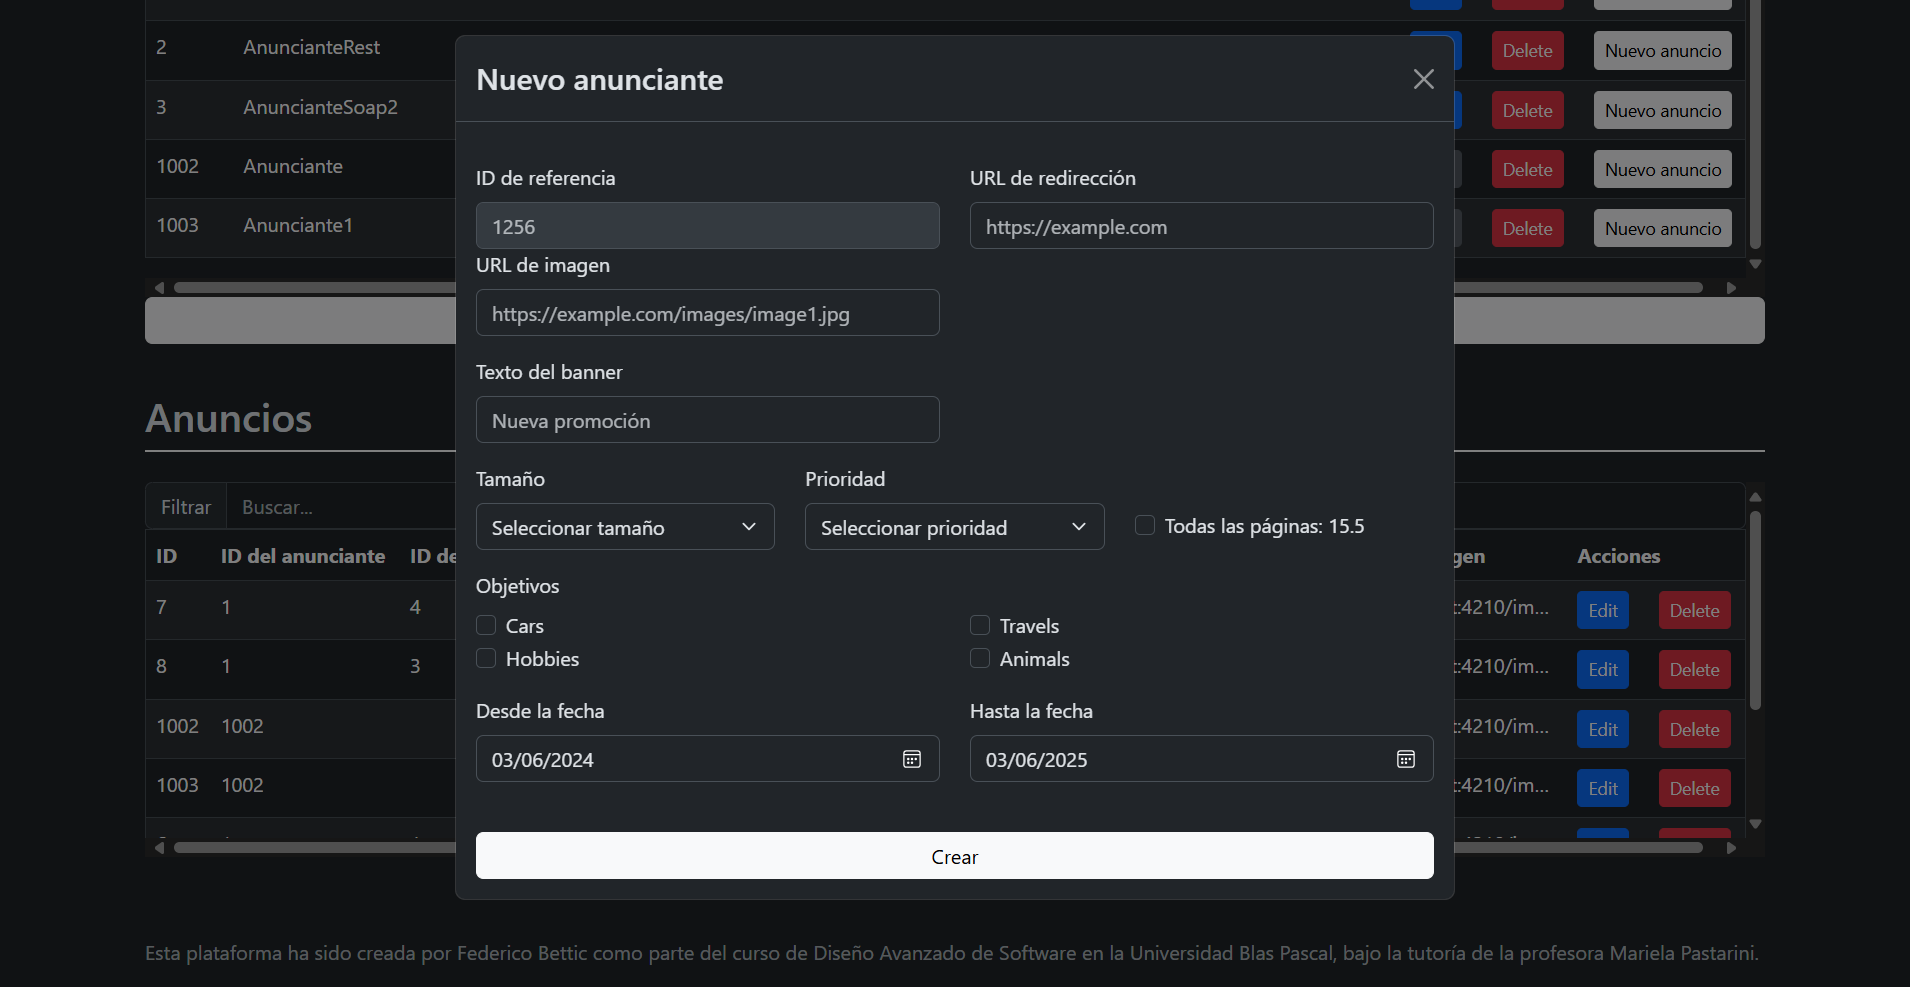 2 AnuncianteRest Delete Nuevo anuncio
3 AnuncianteSoap2 Delete Nuevo anuncio
1002 Anunciante Delete Nuevo anuncio
1003 Anunciante1 Delete Nuevo anuncio
Nuevo anunciante
ID de referencia URL de redirección
1256 https://example.com
URL de imagen
https://example.com/images/image1.jpg
Texto del banner
Nueva promoción
Tamaño Prioridad
Seleccionar tamaño Seleccionar prioridad Todas las páginas: 15.5
Objetivos
Cars Travels
Hobbies Animals
Desde la fecha Hasta la fecha
03/06/2024 03/06/2025
Crear
Anuncios
Filtrar Buscar...
ID ID del anunciante ID de gen Acciones
7 1 4 t:4210/im... Edit Delete
8 1 3 t:4210/im... Edit Delete
1002 1002 t:4210/im... Edit Delete
1003 1002 t:4210/im... Edit Delete
Esta plataforma ha sido creada por Federico Bettic como parte del curso de Diseño Avanzado de Software en la Universidad Blas Pascal, bajo la tutoría de la profesora Mariela Pastarini.